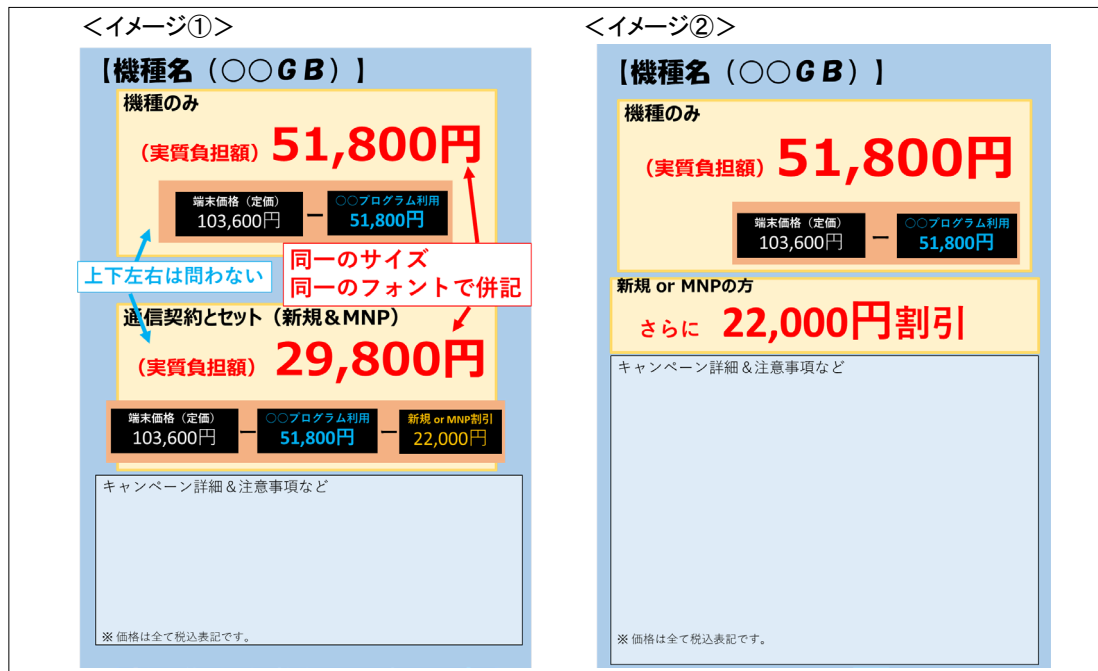 ＜イメージ①＞
【機種名（○○ＧＢ）】
機種のみ
（実質負担額）51,800円
端末価格（定価）
103,600円
－
○○プログラム利用
51,800円
上下左右は問わない
同一のサイズ
同一のフォントで併記
通信契約とセット（新規＆MNP）
（実質負担額）29,800円
端末価格（定価）
103,600円
－
○○プログラム利用
51,800円
－
新規 or MNP割引
22,000円
キャンペーン詳細＆注意事項など
※ 価格は全て税込表記です。
＜イメージ②＞
【機種名（○○ＧＢ）】
機種のみ
（実質負担額）51,800円
端末価格（定価）
103,600円
－
○○プログラム利用
51,800円
新規 or MNPの方
さらに 22,000円割引
キャンペーン詳細＆注意事項など
※ 価格は全て税込表記です。